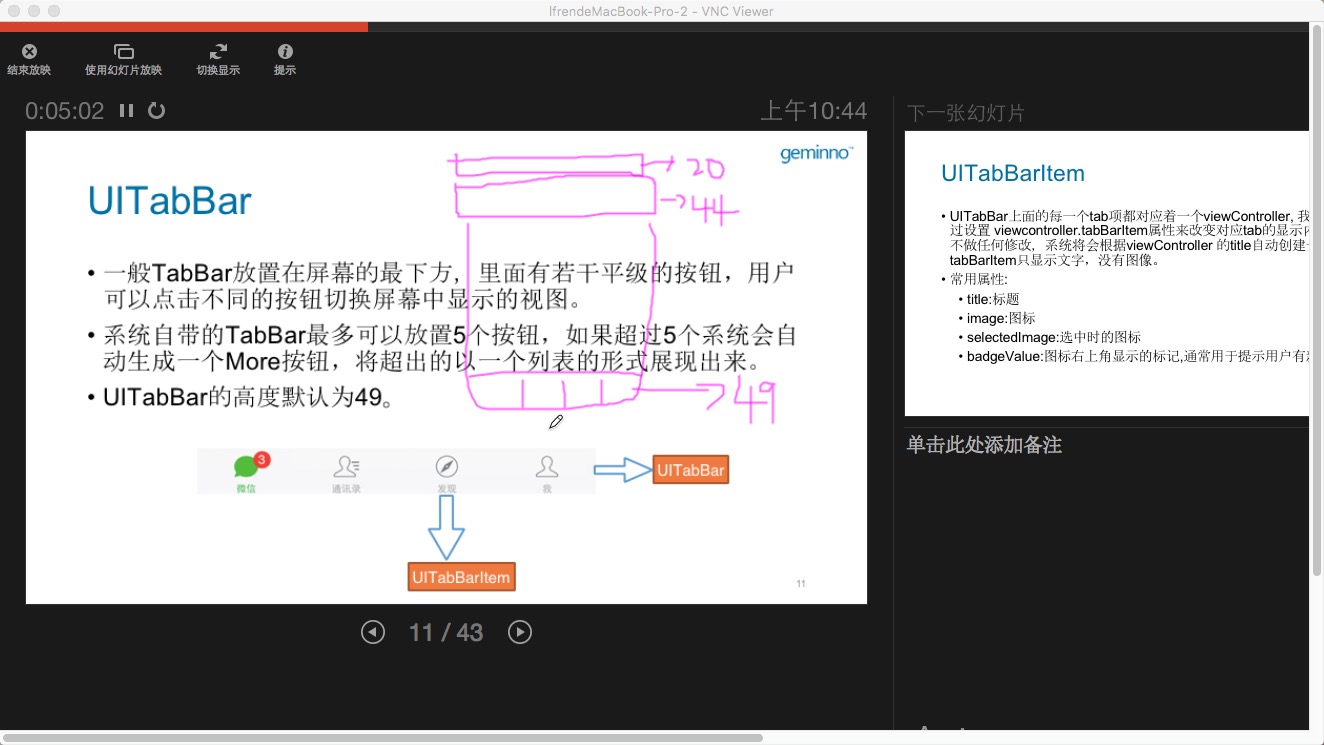 lfrendeMacBook-Pro-2 - VNC Viewer
结束放映
使用幻灯片放映
切换显示
提示
0:05:02
上午10:44
geminno™
UITabBar
• 一般TabBar放置在屏幕的最下方，里面有若干平级的按钮，用户
可以点击不同的按钮切换屏幕中显示的视图。
• 系统自带的TabBar最多可以放置5个按钮，如果超过5个系统会自
动生成一个More按钮，将超出的以一个列表的形式展现出来。
• UITabBar的高度默认为49。
20
44
49
3
微信
通讯录
发现
我
UITabBar
UITabBarItem
11
11 / 43
下一张幻灯片
UITabBarItem
• UITabBar上面的每一个tab项都对应着一个viewController, 我
过设置 viewcontroller.tabBarItem属性来改变对应tab的显示内
不做任何修改，系统将会根据viewController 的title自动创建一
tabBarItem只显示文字，没有图像。
• 常用属性:
• title:标题
• image:图标
• selectedImage:选中时的图标
• badgeValue:图标右上角显示的标记,通常用于提示用户有
单击此处添加备注